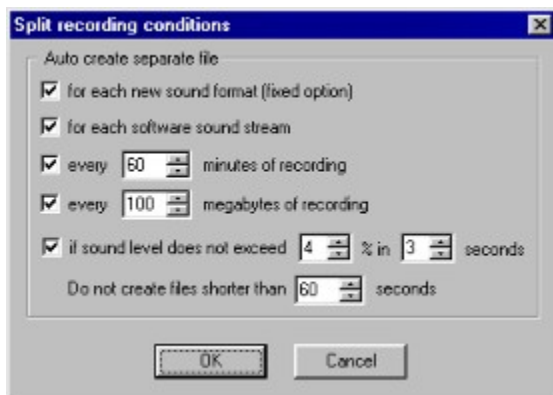 Split recording conditions
Auto create separate file
for each new sound format (fixed option)
for each software sound stream
every 60 minutes of recording
every 100 megabytes of recording
if sound level does not exceed 4 % in 3 seconds
Do not create files shorter than 60 seconds
OK Cancel